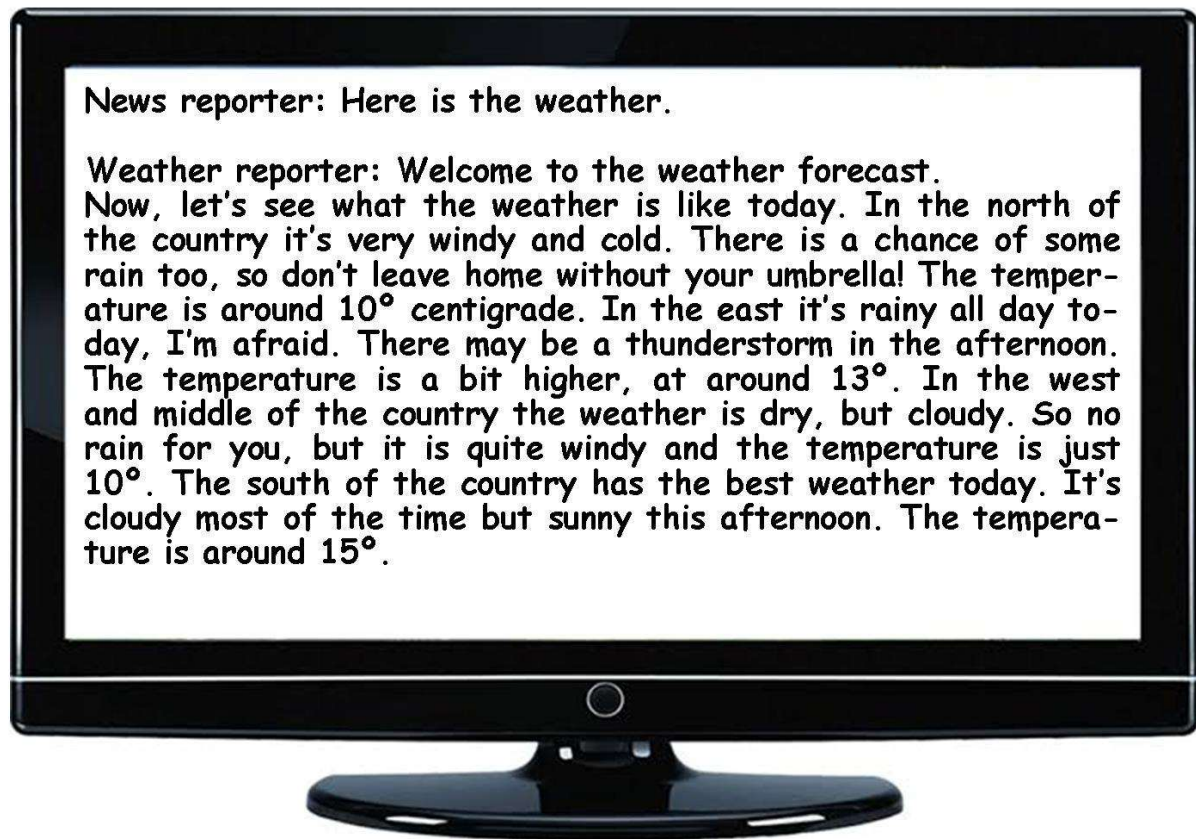 News reporter: Here is the weather.
Weather reporter: Welcome to the weather forecast.
Now, let's see what the weather is like today. In the north of
the country it's very windy and cold. There is a chance of some
rain too, so don't leave home without your umbrella! The temper-
ature is around 10° centigrade. In the east it's rainy all day to-
day, I'm afraid. There may be a thunderstorm in the afternoon.
The temperature is a bit higher, at around 13°. In the west
and middle of the country the weather is dry, but cloudy. So no
rain for you, but it is quite windy and the temperature is just
10°. The south of the country has the best weather today. It's
cloudy most of the time but sunny this afternoon. The tempera-
ture is around 15°.